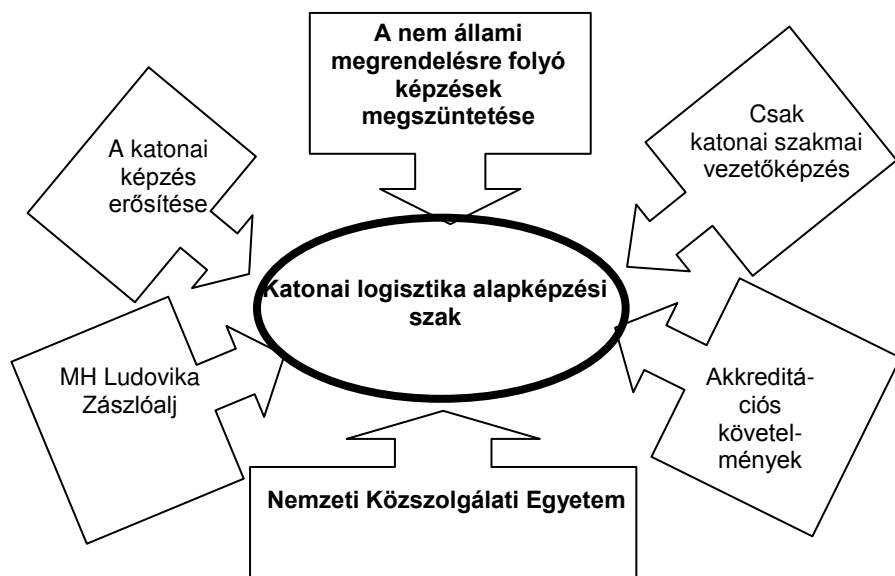 A nem állami
megrendelésre folyó
képzések
megszüntetése
A katonai
képzés
erősítése
Csak
katonai szakmai
vezetőképzés
Katonai logisztika alapképzési
szak
MH Ludovika
Zászlóalj
Akkreditá-
ciós
követel-
mények
Nemzeti Közszolgálati Egyetem